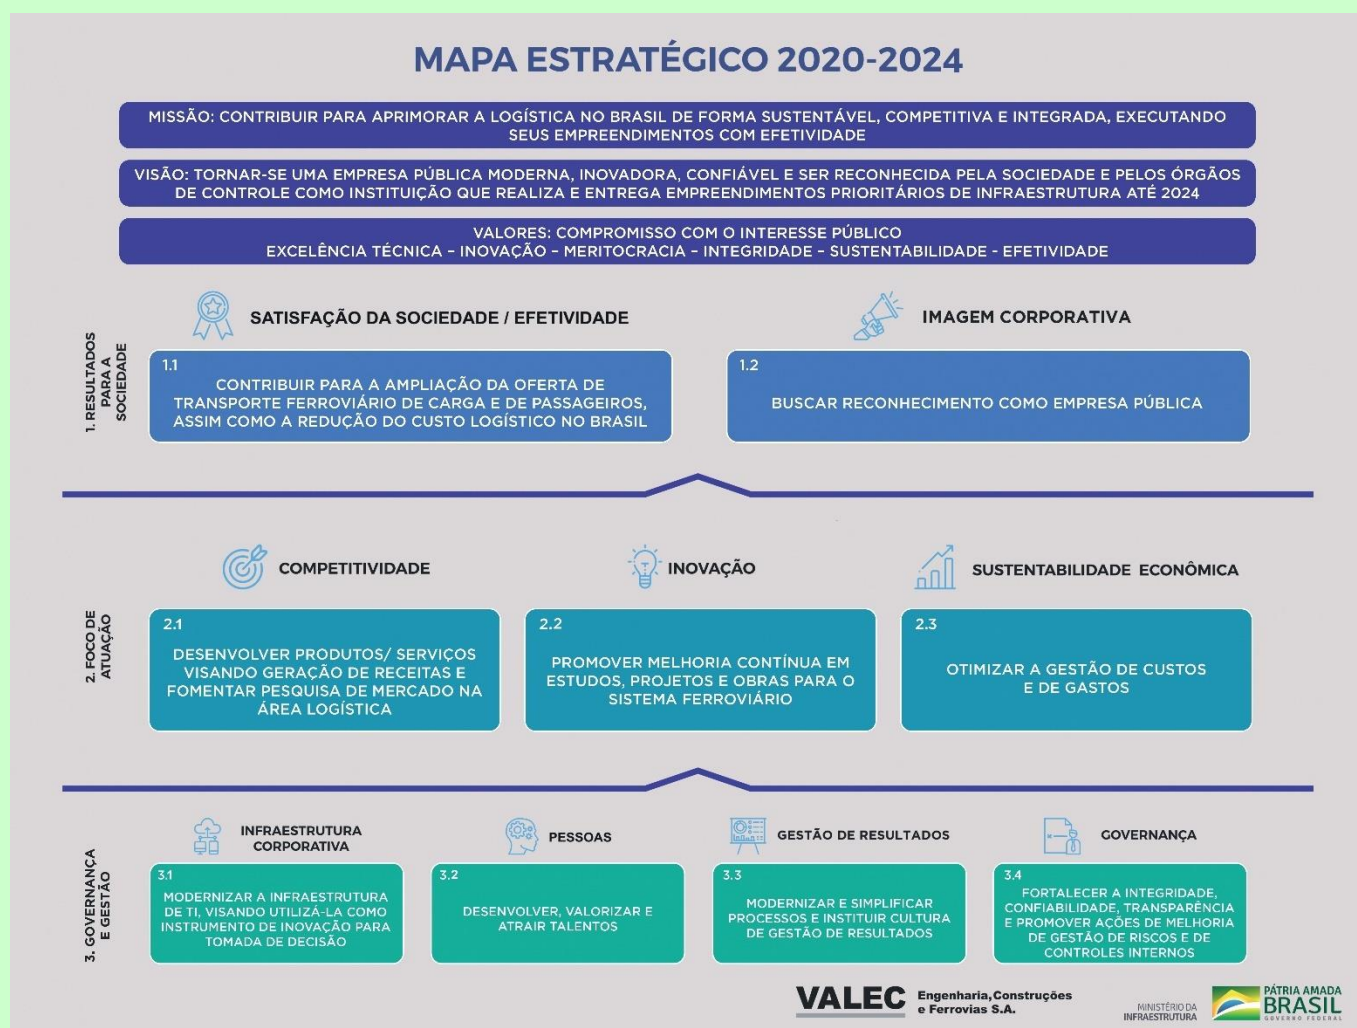 MAPA ESTRATÉGICO 2020-2024
MISSÃO: CONTRIBUIR PARA APRIMORAR A LOGÍSTICA NO BRASIL DE FORMA SUSTENTÁVEL, COMPETITIVA E INTEGRADA, EXECUTANDO
SEUS EMPREENDIMENTOS COM EFETIVIDADE
VISÃO: TORNAR-SE UMA EMPRESA PÚBLICA MODERNA, INOVADORA, CONFIÁVEL E SER RECONHECIDA PELA SOCIEDADE E PELOS ÓRGÃOS
DE CONTROLE COMO INSTITUIÇÃO QUE REALIZA E ENTREGA EMPREENDIMENTOS PRIORITÁRIOS DE INFRAESTRUTURA ATÉ 2024
VALORES: COMPROMISSO COM O INTERESSE PÚBLICO
EXCELÊNCIA TÉCNICA – INOVAÇÃO – MERITOCRACIA – INTEGRIDADE – SUSTENTABILIDADE - EFETIVIDADE
1. RESULTADOS
PARA A
SOCIEDADE
SATISFAÇÃO DA SOCIEDADE / EFETIVIDADE
1.1
CONTRIBUIR PARA A AMPLIAÇÃO DA OFERTA DE
TRANSPORTE FERROVIÁRIO DE CARGA E DE PASSAGEIROS,
ASSIM COMO A REDUÇÃO DO CUSTO LOGÍSTICO NO BRASIL
IMAGEM CORPORATIVA
1.2
BUSCAR RECONHECIMENTO COMO EMPRESA PÚBLICA
2. FOCO DE
ATUAÇÃO
COMPETITIVIDADE
2.1
DESENVOLVER PRODUTOS/ SERVIÇOS
VISANDO GERAÇÃO DE RECEITAS E
FOMENTAR PESQUISA DE MERCADO NA
ÁREA LOGÍSTICA
INOVAÇÃO
2.2
PROMOVER MELHORIA CONTÍNUA EM
ESTUDOS, PROJETOS E OBRAS PARA O
SISTEMA FERROVIÁRIO
SUSTENTABILIDADE ECONÔMICA
2.3
OTIMIZAR A GESTÃO DE CUSTOS
E DE GASTOS
3. GOVERNANÇA
E GESTÃO
INFRAESTRUTURA
CORPORATIVA
3.1
MODERNIZAR A INFRAESTRUTURA
DE TI, VISANDO UTILIZÁ-LA COMO
INSTRUMENTO DE INOVAÇÃO PARA
TOMADA DE DECISÃO
PESSOAS
3.2
DESENVOLVER, VALORIZAR E
ATRAIR TALENTOS
GESTÃO DE RESULTADOS
3.3
MODERNIZAR E SIMPLIFICAR
PROCESSOS E INSTITUIR CULTURA
DE GESTÃO DE RESULTADOS
GOVERNANÇA
3.4
FORTALECER A INTEGRIDADE,
CONFIABILIDADE, TRANSPARÊNCIA
E PROMOVER AÇÕES DE MELHORIA
DE GESTÃO DE RISCOS E DE
CONTROLES INTERNOS
VALEC
Engenharia,Construções
e Ferrovias S.A.
MINISTÉRIO DA
INFRAESTRUTURA
PÁTRIA AMADA
BRASIL
GOVERNO FEDERAL